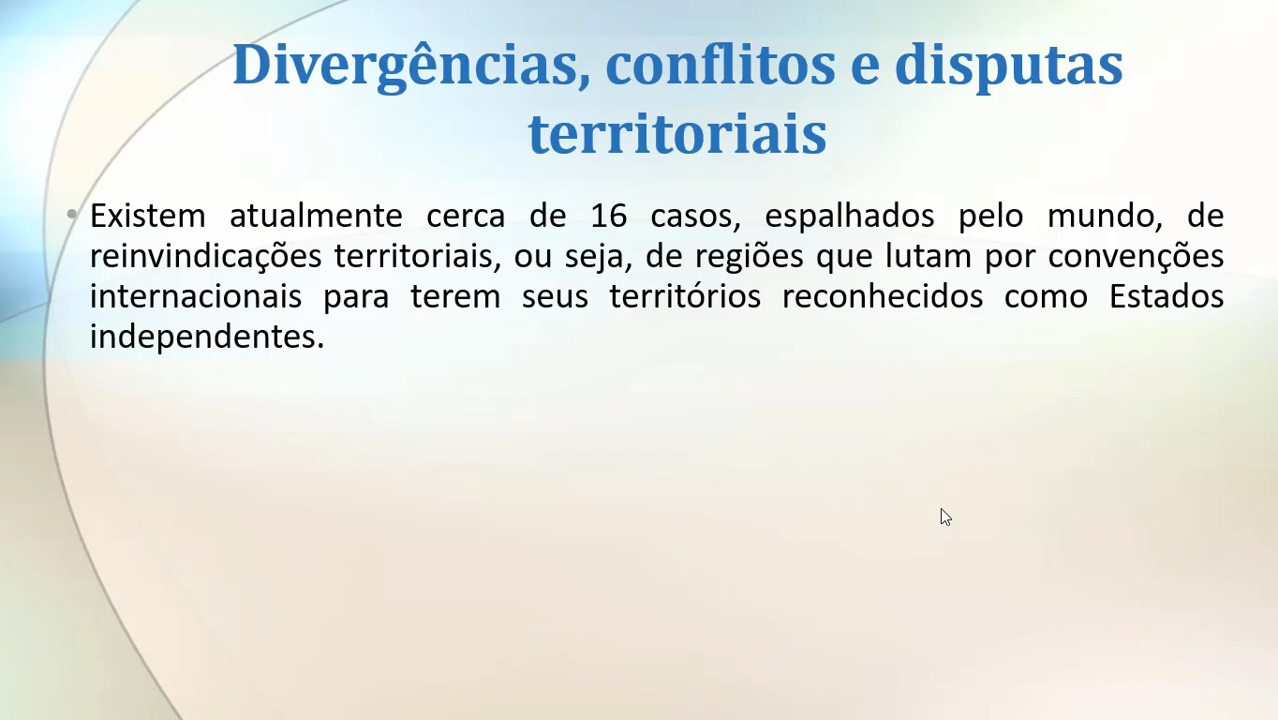 Divergências, conflitos e disputas
territoriais
• Existem atualmente cerca de 16 casos, espalhados pelo mundo, de
reinvindicações territoriais, ou seja, de regiões que lutam por convenções
internacionais para terem seus territórios reconhecidos como Estados
independentes.